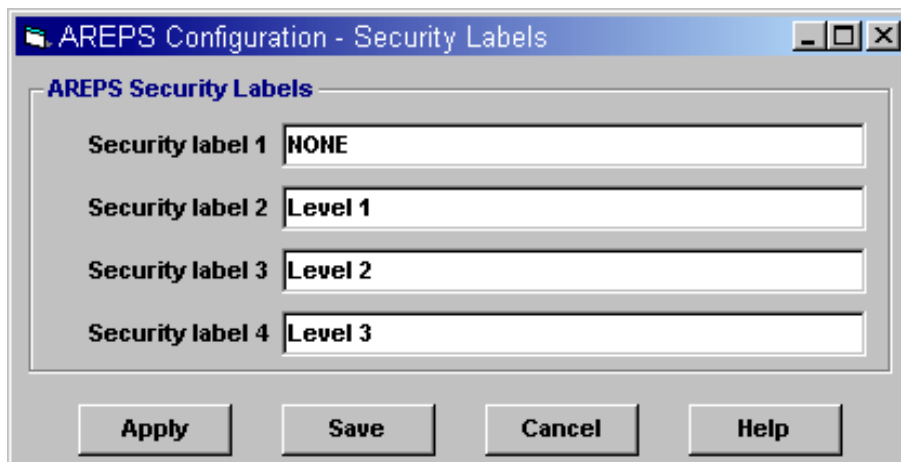 AREPS Configuration - Security Labels
AREPS Security Labels
Security label 1 NONE
Security label 2 Level 1
Security label 3 Level 2
Security label 4 Level 3
Apply Save Cancel Help